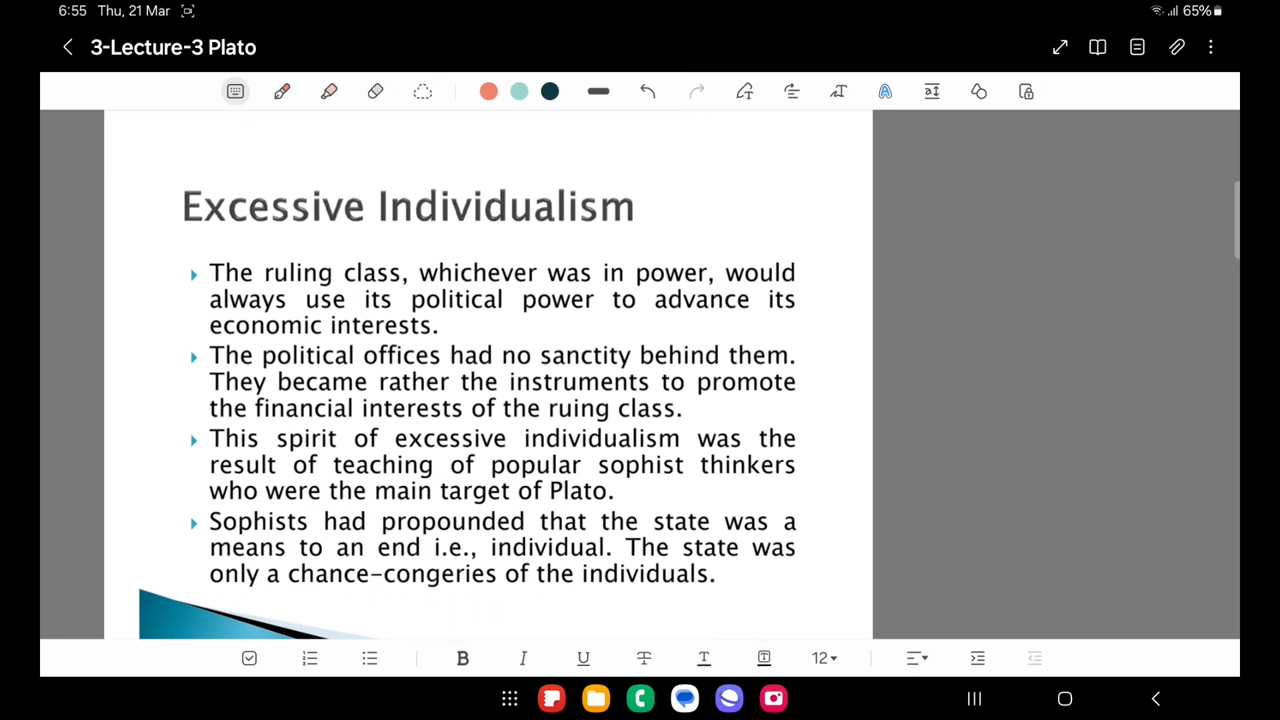 6:55 Thu, 21 Mar 65%
3-Lecture-3 Plato
Excessive Individualism
The ruling class, whichever was in power, would
always use its political power to advance its
economic interests.
The political offices had no sanctity behind them.
They became rather the instruments to promote
the financial interests of the ruing class.
This spirit of excessive individualism was the
result of teaching of popular sophist thinkers
who were the main target of Plato.
Sophists had propounded that the state was a
means to an end i.e., individual. The state was
only a chance-congeries of the individuals.
B I U T T T 12